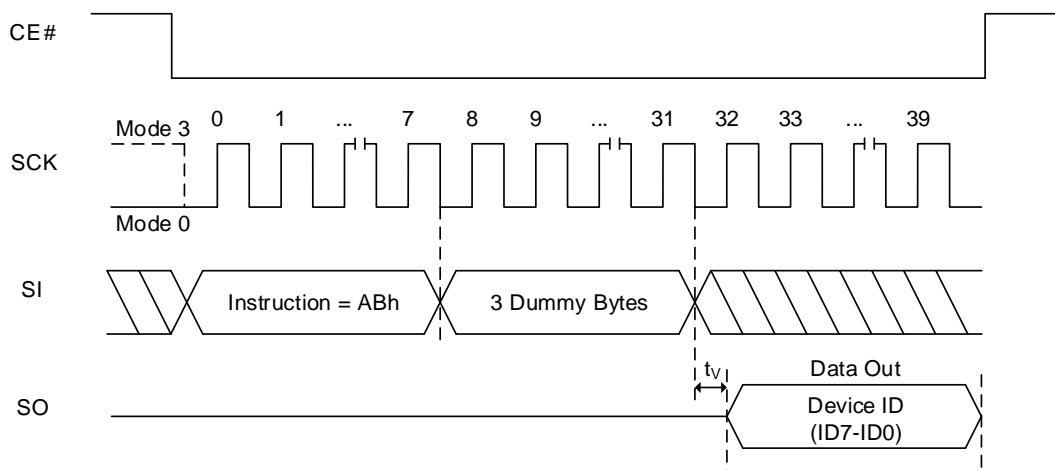 CE#
0 1 ... 7 8 9 ... 31 32 33 ... 39
Mode 3
SCK
Mode 0
SI
Instruction = ABh
3 Dummy Bytes
tV
Data Out
SO
Device ID
(ID7-ID0)